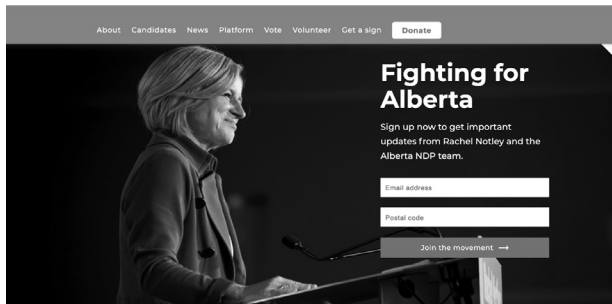 About Candidates News Platform Vote Volunteer Get a sign Donate
Fighting for
Alberta
Sign up now to get important
updates from Rachel Notley and the
Alberta NDP team.
Email address
Postal code
Join the movement →